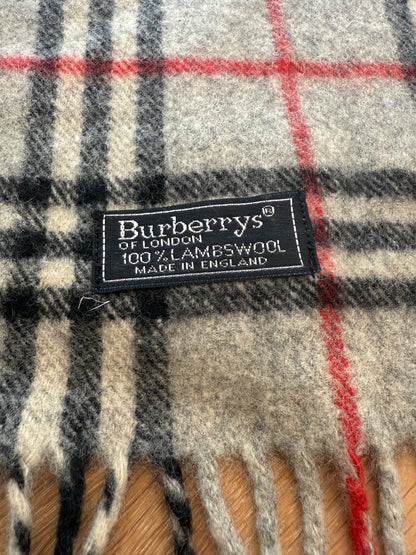 Burberrys®
OF LONDON
100% LAMBSWOOL
MADE IN ENGLAND